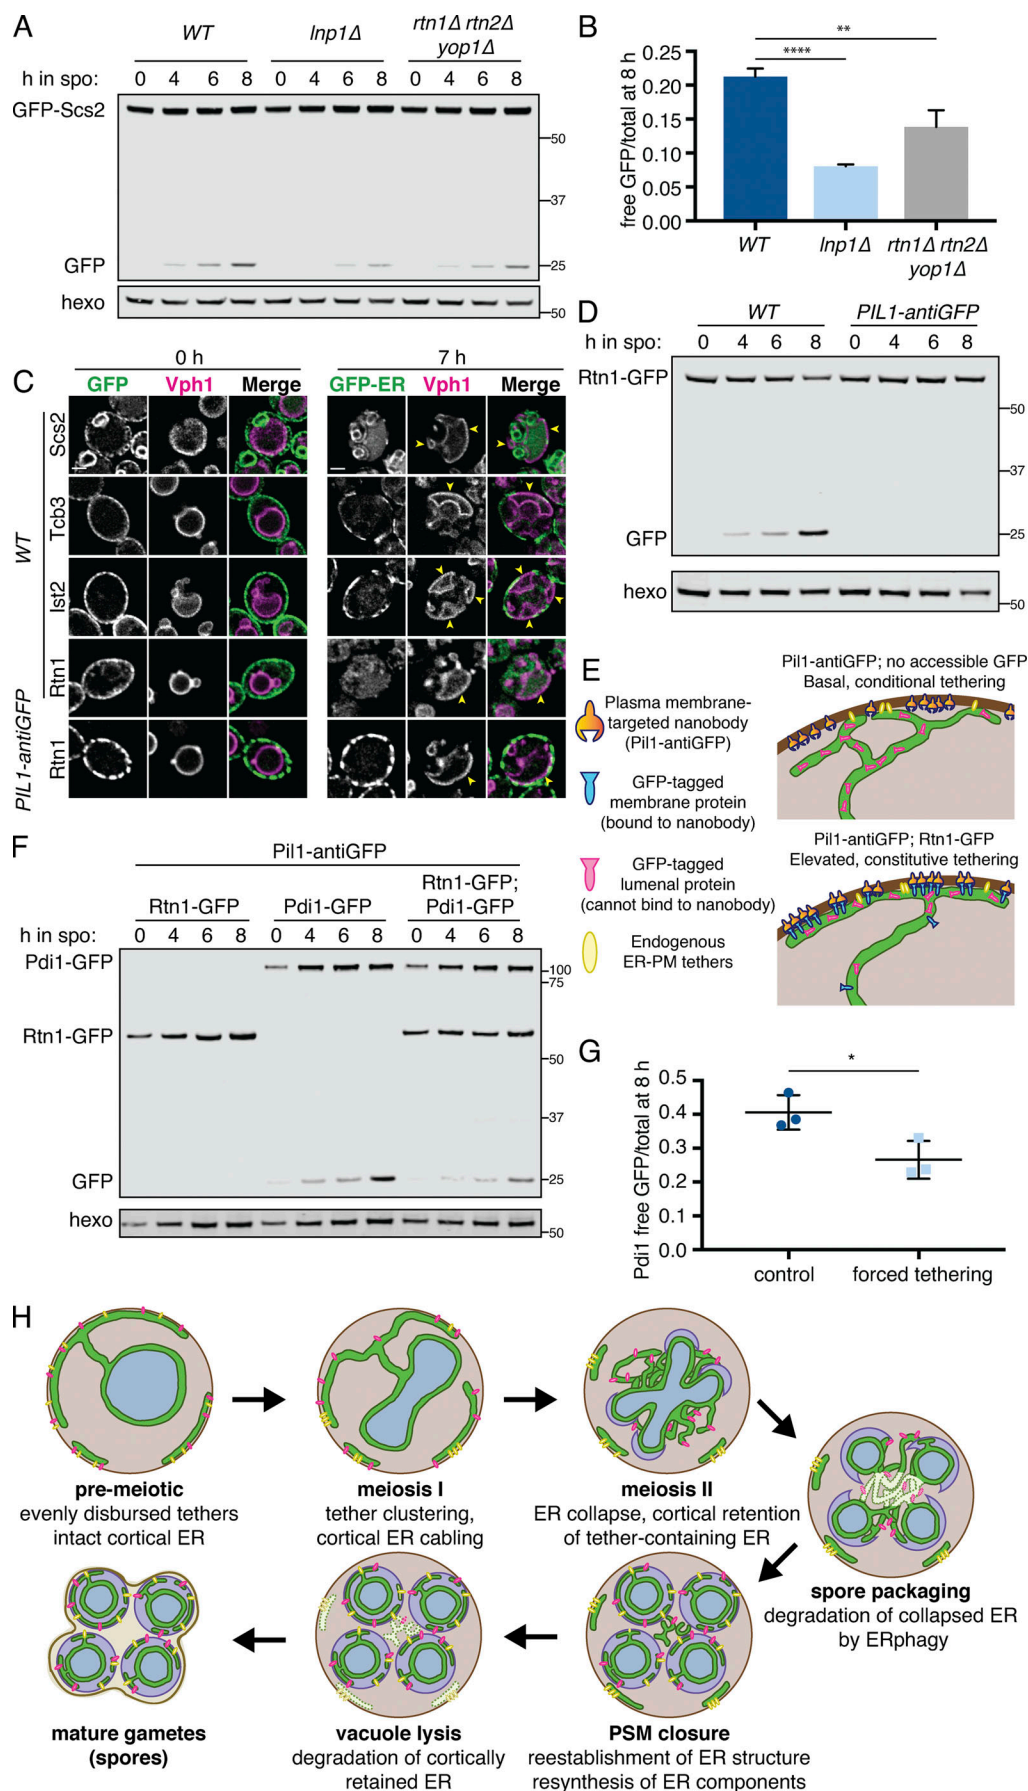 A
WT
lnp1Δ
rtn1Δ rtn2Δ
yop1Δ
h in spo: 0 4 6 8 0 4 6 8 0 4 6 8
GFP-Scs2
50
37
GFP
25
hexo
50
B
**
****
free GFP/total at 8 h
0.25
0.20
0.15
0.10
0.05
0.00
WT
lnp1Δ
rtn1Δ rtn2Δ
yop1Δ
C
0 h
7 h
GFP Vph1 Merge
GFP-ER Vph1 Merge
WT
Scs2
Tcb3
Ist2
Rtn1
PIL1-antiGFP
Rtn1
D
WT
PIL1-antiGFP
h in spo: 0 4 6 8 0 4 6 8
Rtn1-GFP
50
37
GFP
25
hexo
50
E
Plasma membrane-
targeted nanobody
(Pil1-antiGFP)
GFP-tagged
membrane protein
(bound to nanobody)
GFP-tagged
lumenal protein
(cannot bind to nanobody)
Endogenous
ER-PM tethers
Pil1-antiGFP; no accessible GFP
Basal, conditional tethering
Pil1-antiGFP; Rtn1-GFP
Elevated, constitutive tethering
F
Pil1-antiGFP
Rtn1-GFP
Pdi1-GFP
Rtn1-GFP;
Pdi1-GFP
h in spo: 0 4 6 8 0 4 6 8 0 4 6 8
Pdi1-GFP
100
75
Rtn1-GFP
50
37
GFP
25
hexo
50
G
*
Pdi1 free GFP/total at 8 h
0.5
0.4
0.3
0.2
0.1
0.0
control
forced tethering
H
pre-meiotic
evenly disbursed tethers
intact cortical ER
meiosis I
tether clustering,
cortical ER cabling
meiosis II
ER collapse, cortical retention
of tether-containing ER
spore packaging
degradation of collapsed ER
by ERphagy
PSM closure
reestablishment of ER structure
resynthesis of ER components
vacuole lysis
degradation of cortically
retained ER
mature gametes
(spores)